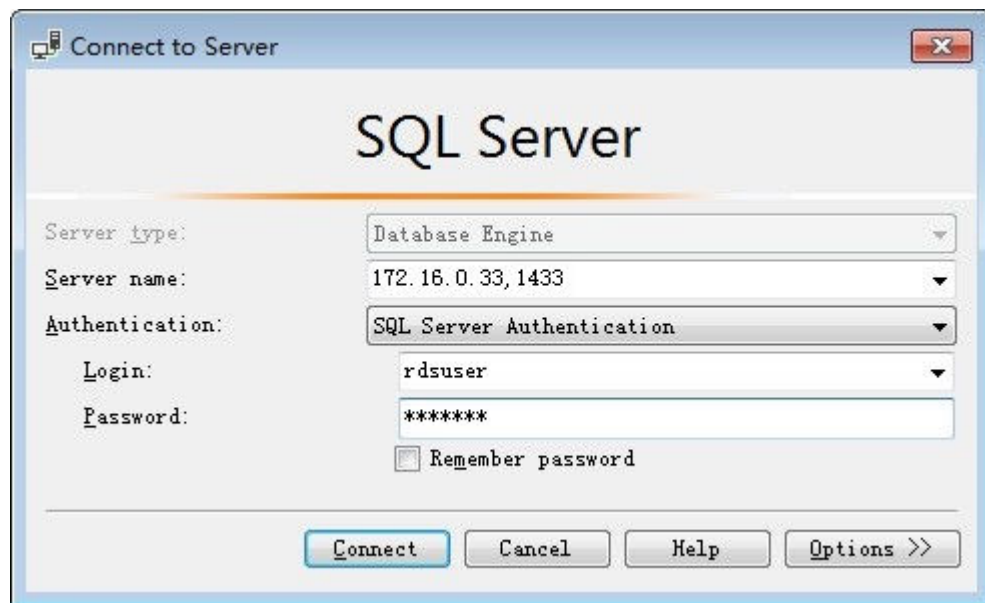 Connect to Server
SQL Server
Server type: Database Engine
Server name: 172.16.0.33,1433
Authentication: SQL Server Authentication
Login: rdsuser
Password: *******
Remember password
Connect Cancel Help Options >>